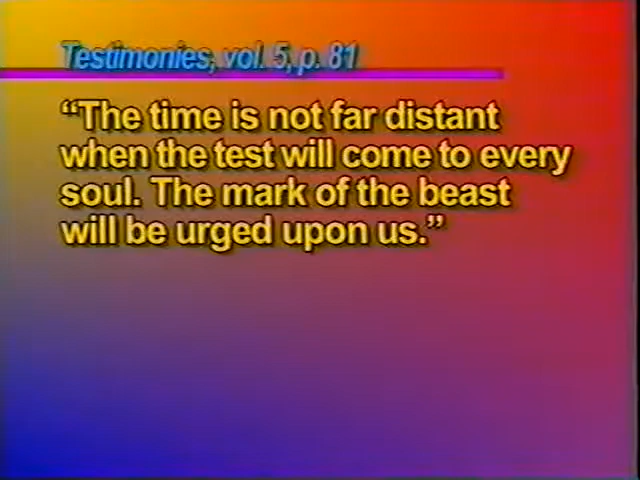 Testimonies, vol. 5, p. 81
“The time is not far distant
when the test will come to every
soul. The mark of the beast
will be urged upon us.”